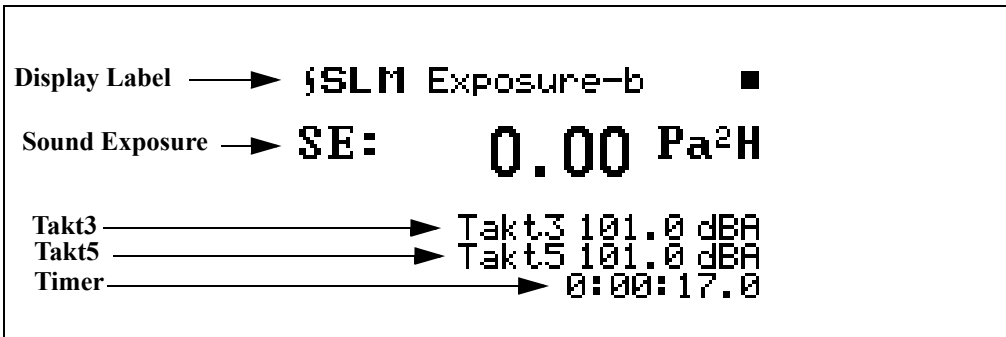 Display Label ∫SLM Exposure-b ■
Sound Exposure SE: 0.00 Pa²H
Takt3 Takt3 101.0 dBA
Takt5 Takt5 101.0 dBA
Timer 0:00:17.0